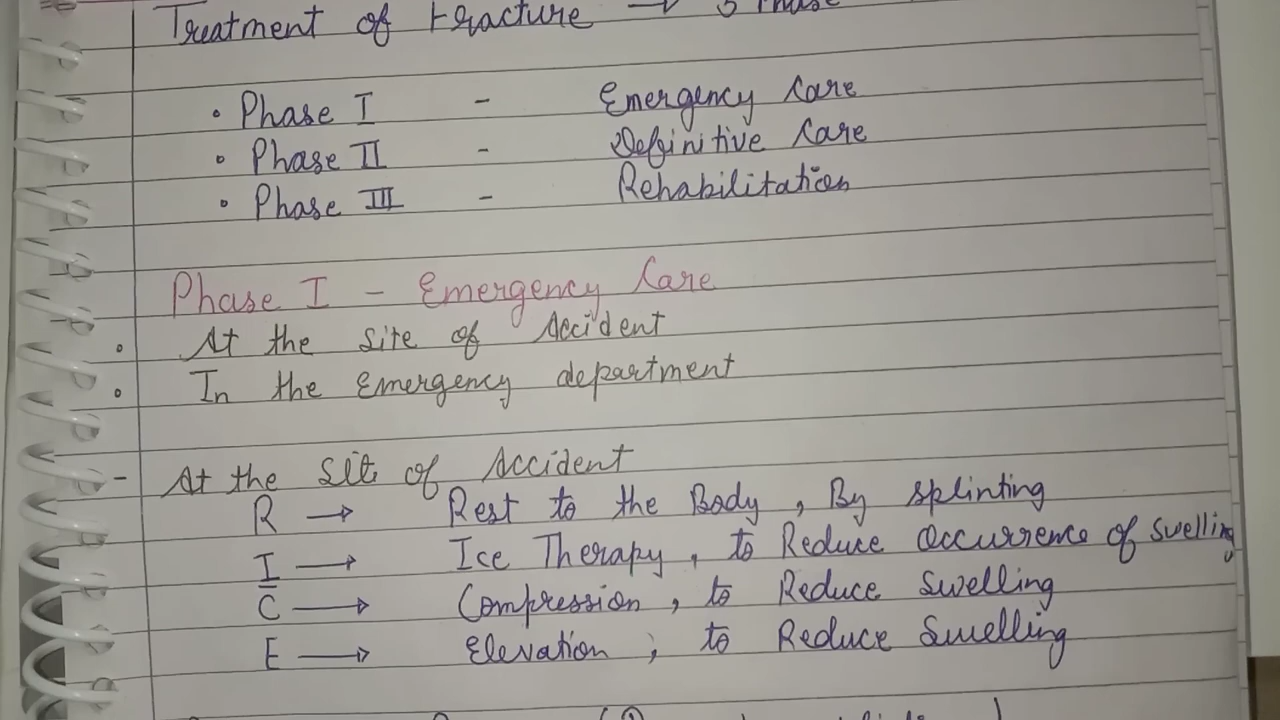 Treatment of Fracture → 3 Phase
• Phase I - Emergency Care
• Phase II - Definitive Care
• Phase III - Rehabilitation
Phase I - Emergency Care
• At the site of Accident
• In the Emergency department
- At the Site of Accident
R → Rest to the Body, By splinting
I → Ice Therapy, to Reduce Occurrence of swelling
C → Compression, to Reduce Swelling
E → Elevation, to Reduce Swelling